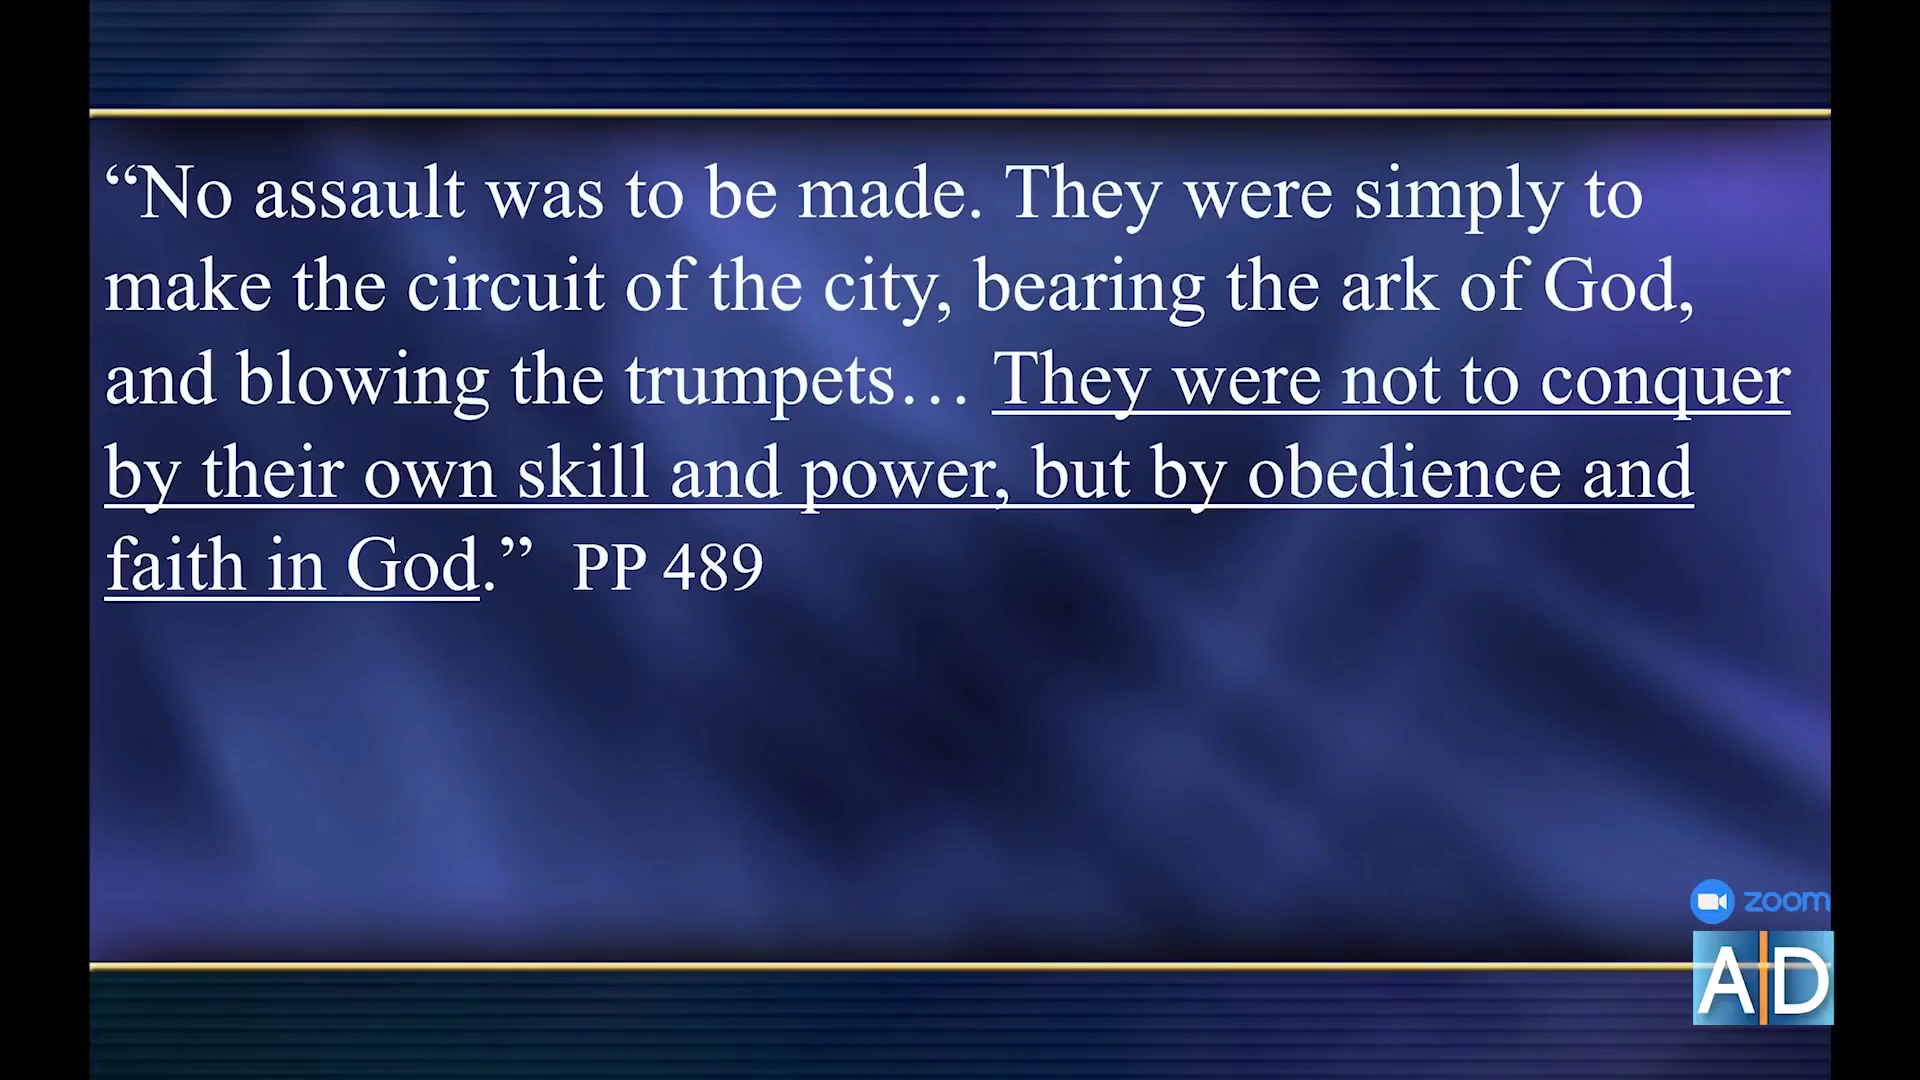 “No assault was to be made. They were simply to
make the circuit of the city, bearing the ark of God,
and blowing the trumpets… They were not to conquer
by their own skill and power, but by obedience and
faith in God.” PP 489
zoom
A|D